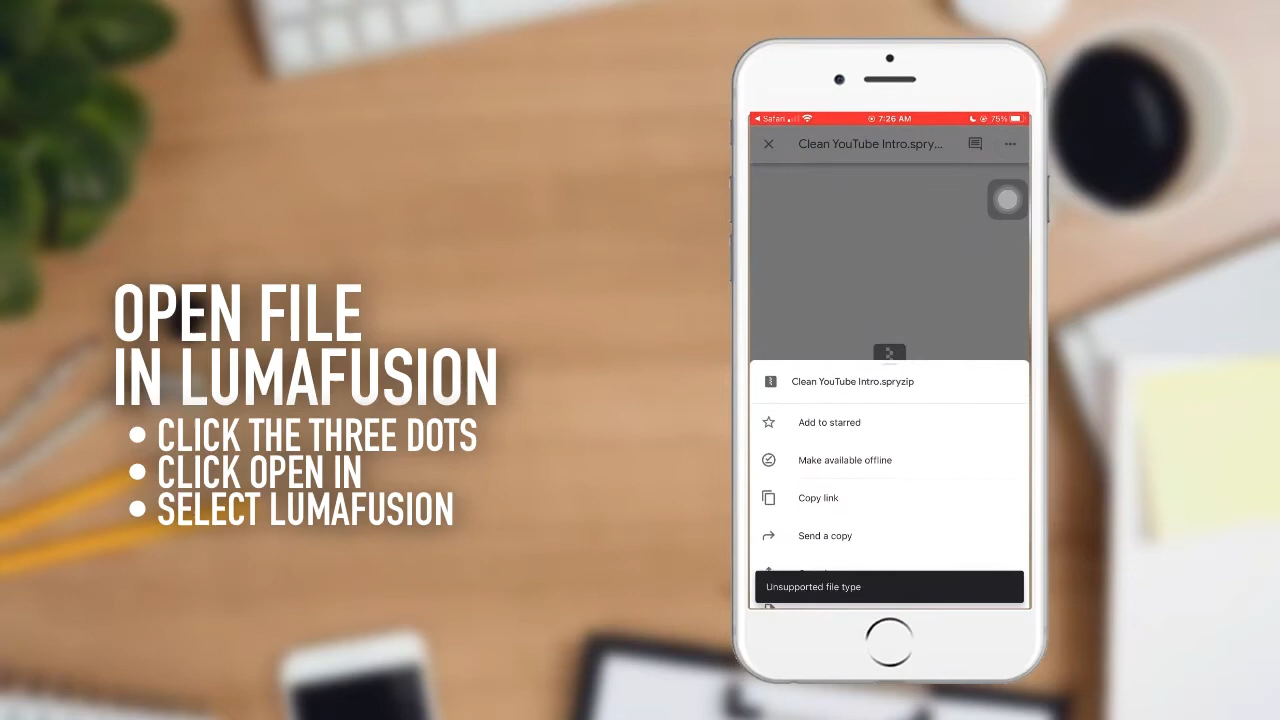 OPEN FILE
IN LUMAFUSION
• CLICK THE THREE DOTS
• CLICK OPEN IN
• SELECT LUMAFUSION
Safari 7:26 AM 75%
Clean YouTube Intro.spry...
Clean YouTube Intro.spryzip
Add to starred
Make available offline
Copy link
Send a copy
Unsupported file type